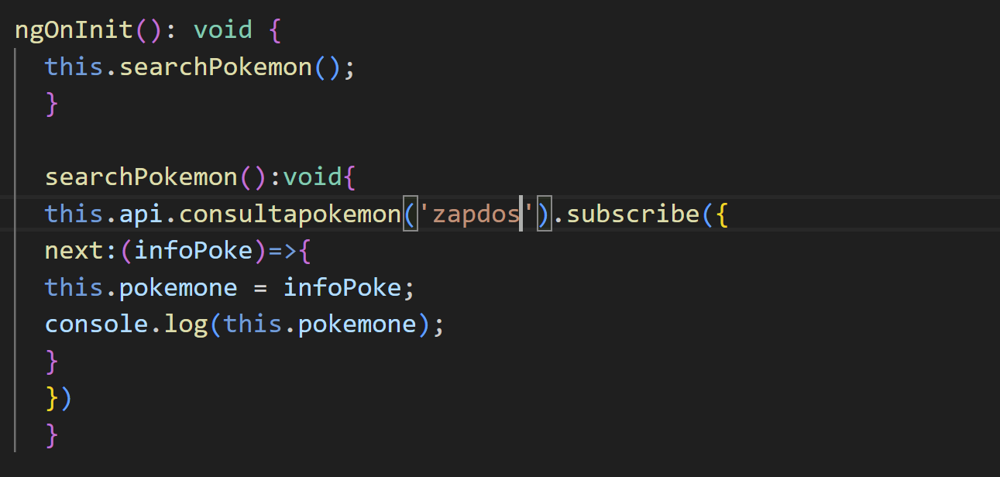 ngOnInit(): void {
this.searchPokemon();
}
searchPokemon():void{
this.api.consultapokemon('zapdos').subscribe({
next:(infoPoke)=>{
this.pokemone = infoPoke;
console.log(this.pokemone);
}
})
}